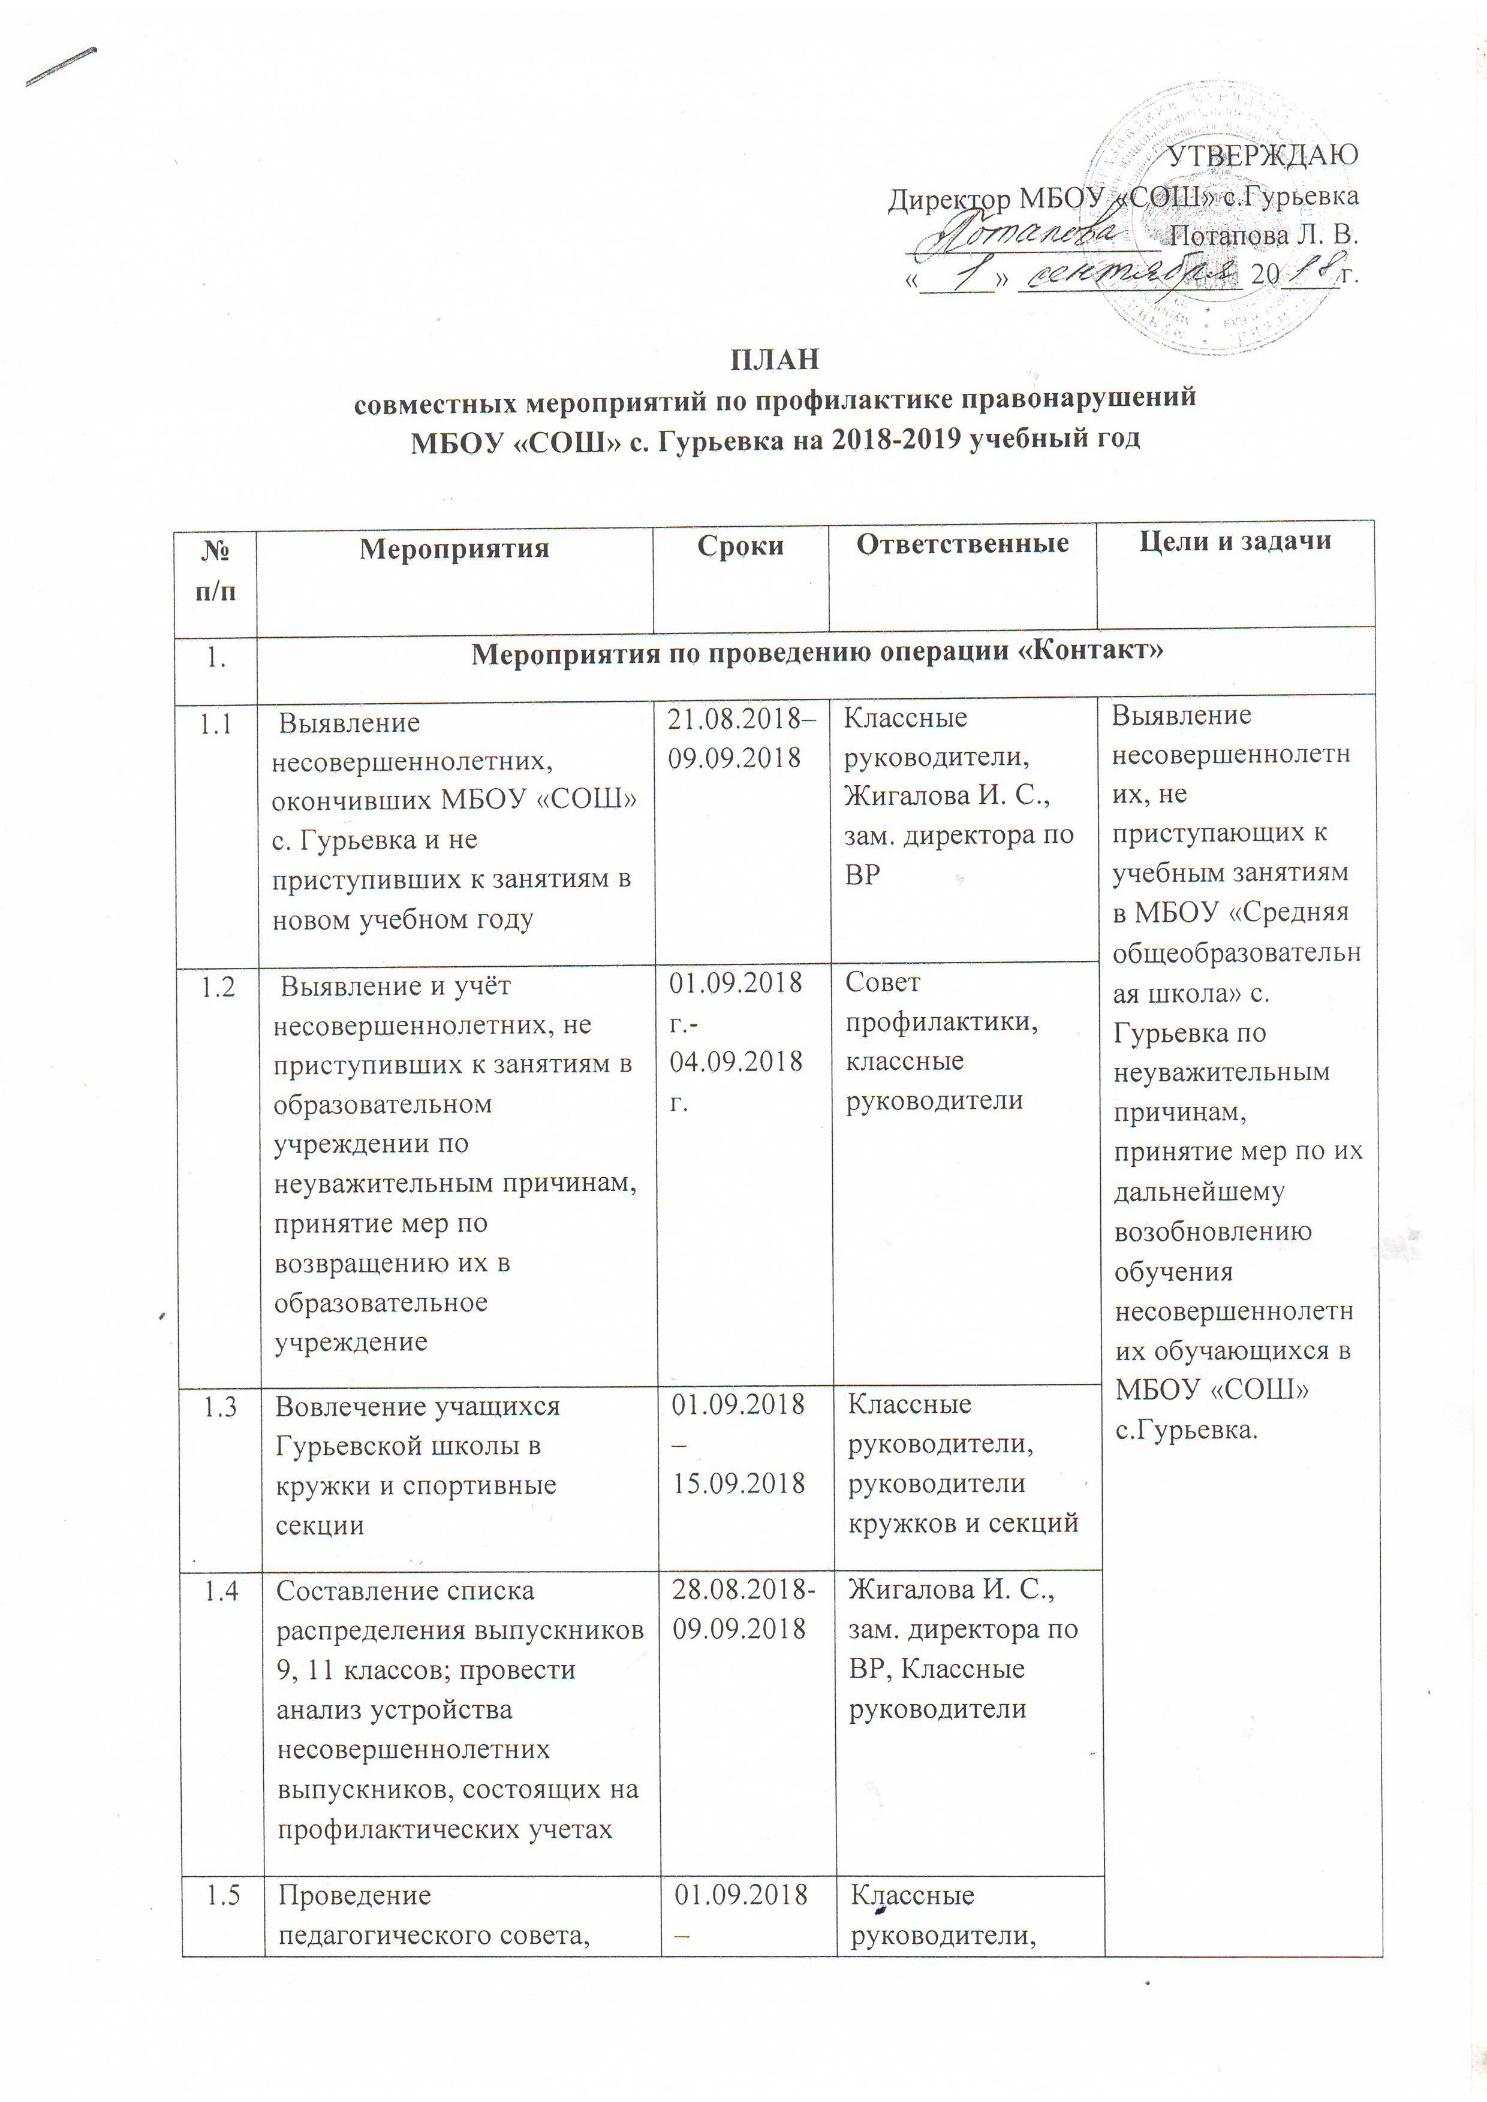 УТВЕРЖДАЮ
Директор МБОУ «СОШ» с.Гурьевка
Потапова Потапова Л. В.
« 1 » сентября 2018 г.
ПЛАН
совместных мероприятий по профилактике правонарушений
МБОУ «СОШ» с. Гурьевка на 2018-2019 учебный год
№
п/п
Мероприятия
Сроки
Ответственные
Цели и задачи
1.
Мероприятия по проведению операции «Контакт»
1.1
Выявление
несовершеннолетних,
окончивших МБОУ «СОШ»
с. Гурьевка и не
приступивших к занятиям в
новом учебном году
21.08.2018–
09.09.2018
Классные
руководители,
Жигалова И. С.,
зам. директора по
ВР
Выявление
несовершеннолетн
их, не
приступающих к
учебным занятиям
в МБОУ «Средняя
общеобразовательн
ая школа» с.
Гурьевка по
неуважительным
причинам,
принятие мер по их
дальнейшему
возобновлению
обучения
несовершеннолетн
их обучающихся в
МБОУ «СОШ»
с.Гурьевка.
1.2
Выявление и учёт
несовершеннолетних, не
приступивших к занятиям в
образовательном
учреждении по
неуважительным причинам,
принятие мер по
возвращению их в
образовательное
учреждение
01.09.2018
г.-
04.09.2018
г.
Совет
профилактики,
классные
руководители
1.3
Вовлечение учащихся
Гурьевской школы в
кружки и спортивные
секции
01.09.2018
–
15.09.2018
Классные
руководители,
руководители
кружков и секций
1.4
Составление списка
распределения выпускников
9, 11 классов; провести
анализ устройства
несовершеннолетних
выпускников, состоящих на
профилактических учетах
28.08.2018-
09.09.2018
Жигалова И. С.,
зам. директора по
ВР, Классные
руководители
1.5
Проведение
педагогического совета,
01.09.2018
–
Классные
руководители,